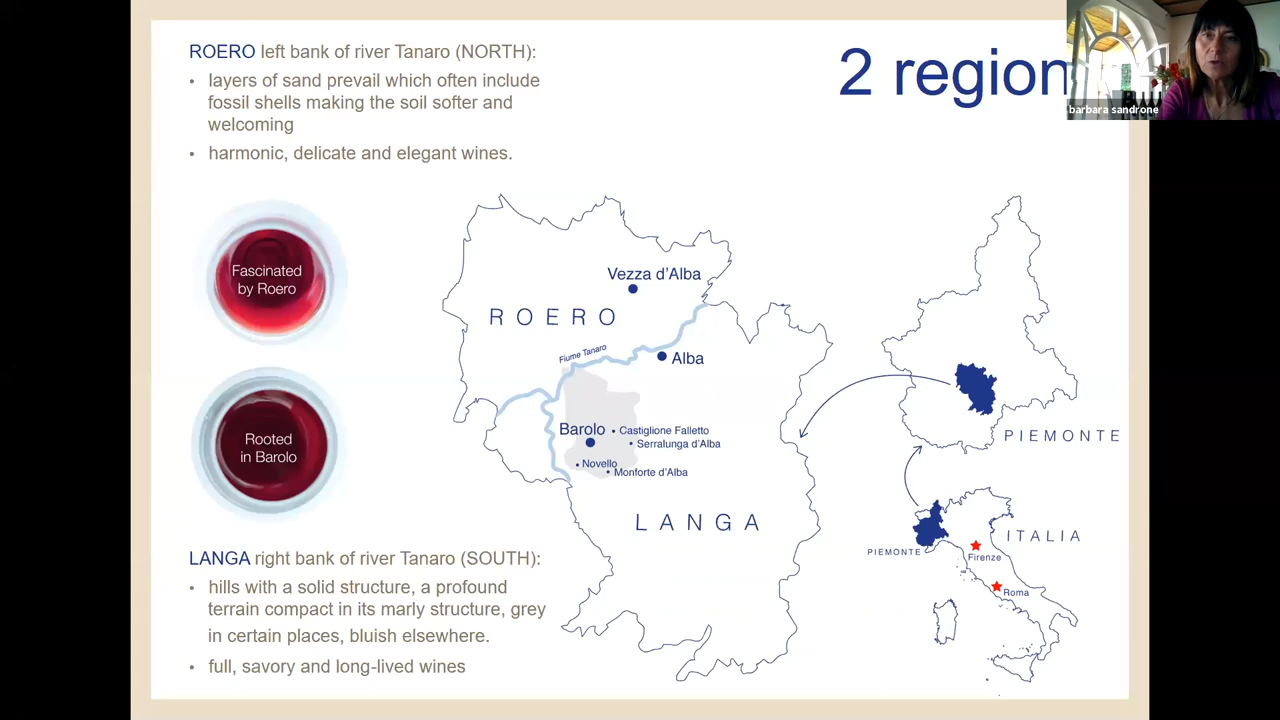 ROERO left bank of river Tanaro (NORTH):
• layers of sand prevail which often include
fossil shells making the soil softer and
welcoming
• harmonic, delicate and elegant wines.
2 region
barbara sandrone
Fascinated
by Roero
Rooted
in Barolo
Vezza d'Alba
ROERO
Fiume Tanaro
Alba
Barolo
Castiglione Falletto
Serralunga d'Alba
Novello
Monforte d'Alba
LANGA
PIEMONTE
ITALIA
PIEMONTE
Firenze
Roma
LANGA right bank of river Tanaro (SOUTH):
• hills with a solid structure, a profound
terrain compact in its marly structure, grey
in certain places, bluish elsewhere.
• full, savory and long-lived wines